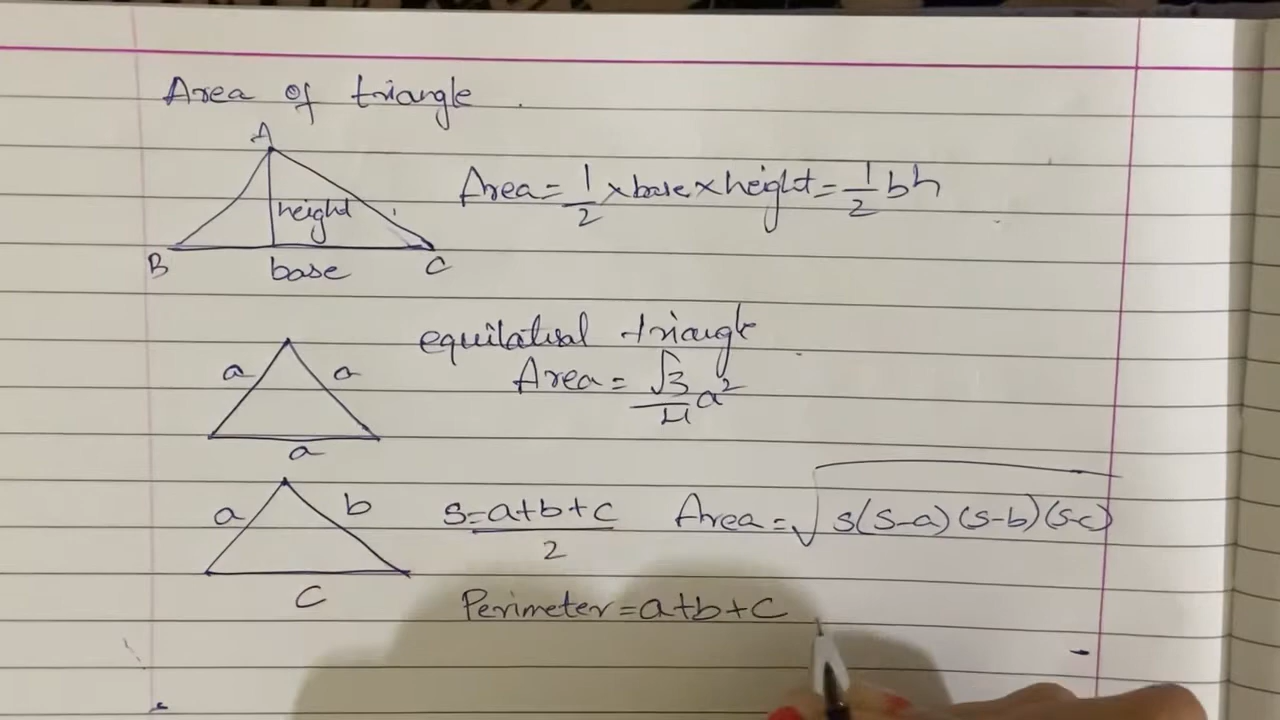 Area of triangle
A
Area = 1/2 × base × height = 1/2 bh
height
B base C
equilateral triangle
a a
Area = √3/4 a²
a
a b
s = a+b+c/2 Area = √s(s-a)(s-b)(s-c)
c
Perimeter = a+b+c